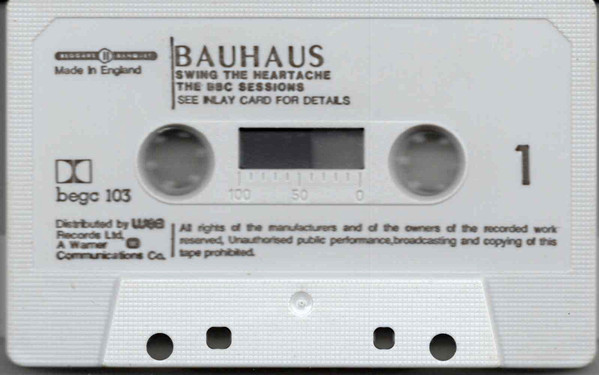 BEGGARS BANQUET
Made in England
BAUHAUS
SWING THE HEARTACHE
THE BBC SESSIONS
SEE INLAY CARD FOR DETAILS
100 50 0
1
begc 103
Distributed by wea
Records Ltd.
A Warner
Communications Co.
All rights of the manufacturers and of the owners of the recorded work
reserved, Unauthorised public performance,broadcasting and copying of this
tape prohibited.